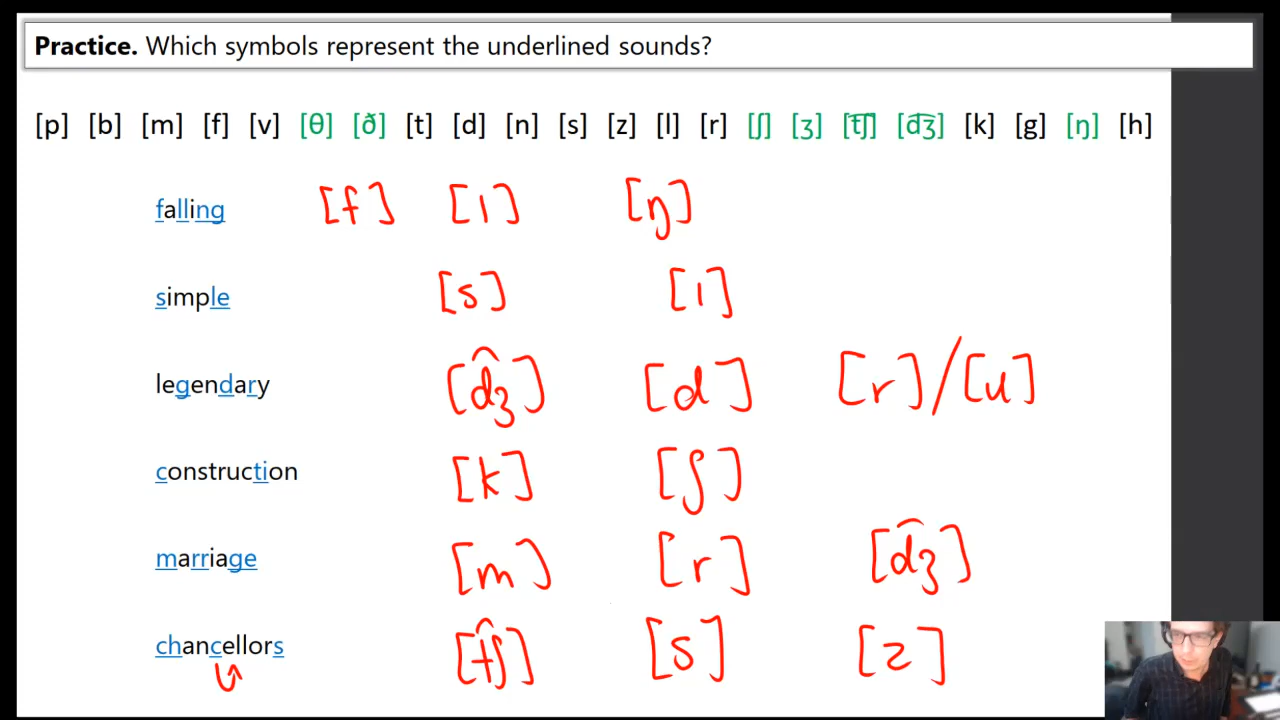 Practice. Which symbols represent the underlined sounds?
[p] [b] [m] [f] [v] [θ] [ð] [t] [d] [n] [s] [z] [l] [r] [ʃ] [ʒ] [t͡ʃ] [d͡ʒ] [k] [g] [ŋ] [h]
falling [f] [l] [ŋ]
simple [s] [l]
legendary [d͡ʒ] [d] [r]/[ɹ]
construction [k] [ʃ]
marriage [m] [r] [d͡ʒ]
chancellors [t͡ʃ] [s] [z]